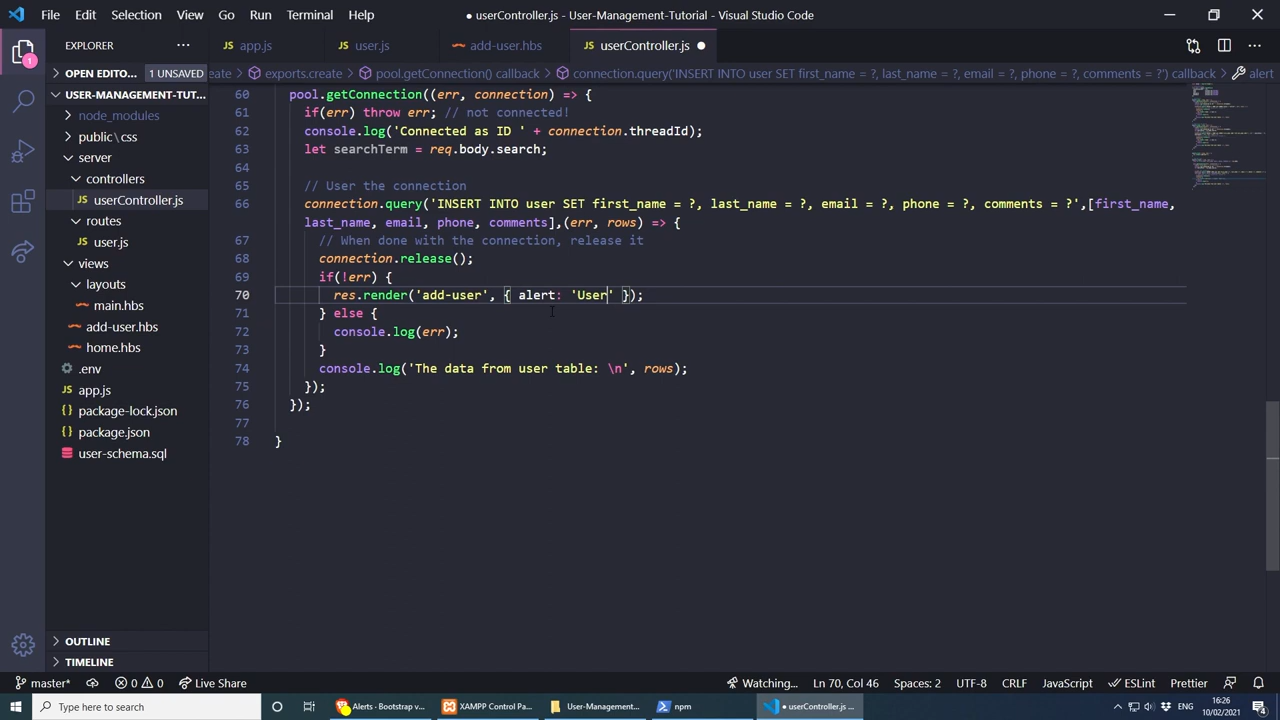 File Edit Selection View Go Run Terminal Help
● userController.js - User-Management-Tutorial - Visual Studio Code
1
EXPLORER ···
OPEN EDITO... 1 UNSAVED
USER-MANAGEMENT-TUT...
node_modules
public\css
server
controllers
JS userController.js
routes
JS user.js
views
layouts
main.hbs
add-user.hbs
home.hbs
.env
JS app.js
{} package-lock.json
{} package.json
user-schema.sql
OUTLINE
TIMELINE
JS app.js
JS user.js
add-user.hbs
JS userController.js ●
eate > exports.create > pool.getConnection() callback > connection.query('INSERT INTO user SET first_name = ?, last_name = ?, email = ?, phone = ?, comments = ?') callback > alert
60 pool.getConnection((err, connection) => {
61 if(err) throw err; // not connected!
62 console.log('Connected as ID ' + connection.threadId);
63 let searchTerm = req.body.search;
64
65 // User the connection
66 connection.query('INSERT INTO user SET first_name = ?, last_name = ?, email = ?, phone = ?, comments = ?',[first_name,
last_name, email, phone, comments],(err, rows) => {
67 // When done with the connection, release it
68 connection.release();
69 if(!err) {
70 res.render('add-user', { alert: 'User' });
71 } else {
72 console.log(err);
73 }
74 console.log('The data from user table: \n', rows);
75 });
76 });
77
78 }
master* 0 0 Live Share
Watching... Ln 70, Col 46 Spaces: 2 UTF-8 CRLF JavaScript ESLint Prettier
Type here to search
Alerts · Bootstrap v...
XAMPP Control Pa...
User-Management...
npm
● userController.js ...
ENG
16:26
10/02/2021